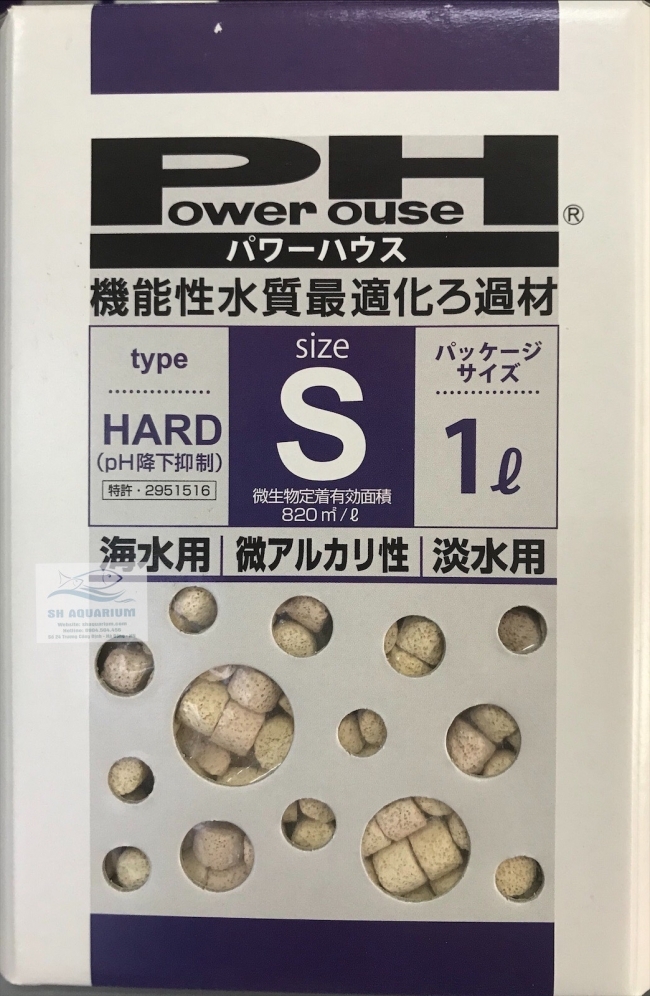 Power House®
パワーハウス
機能性水質最適化ろ過材
type
HARD
(pH降下抑制)
特許・2951516
size
S
微生物定着有効面積
820㎡/ℓ
パッケージ
サイズ
1ℓ
海水用 | 微アルカリ性 | 淡水用
SH AQUARIUM